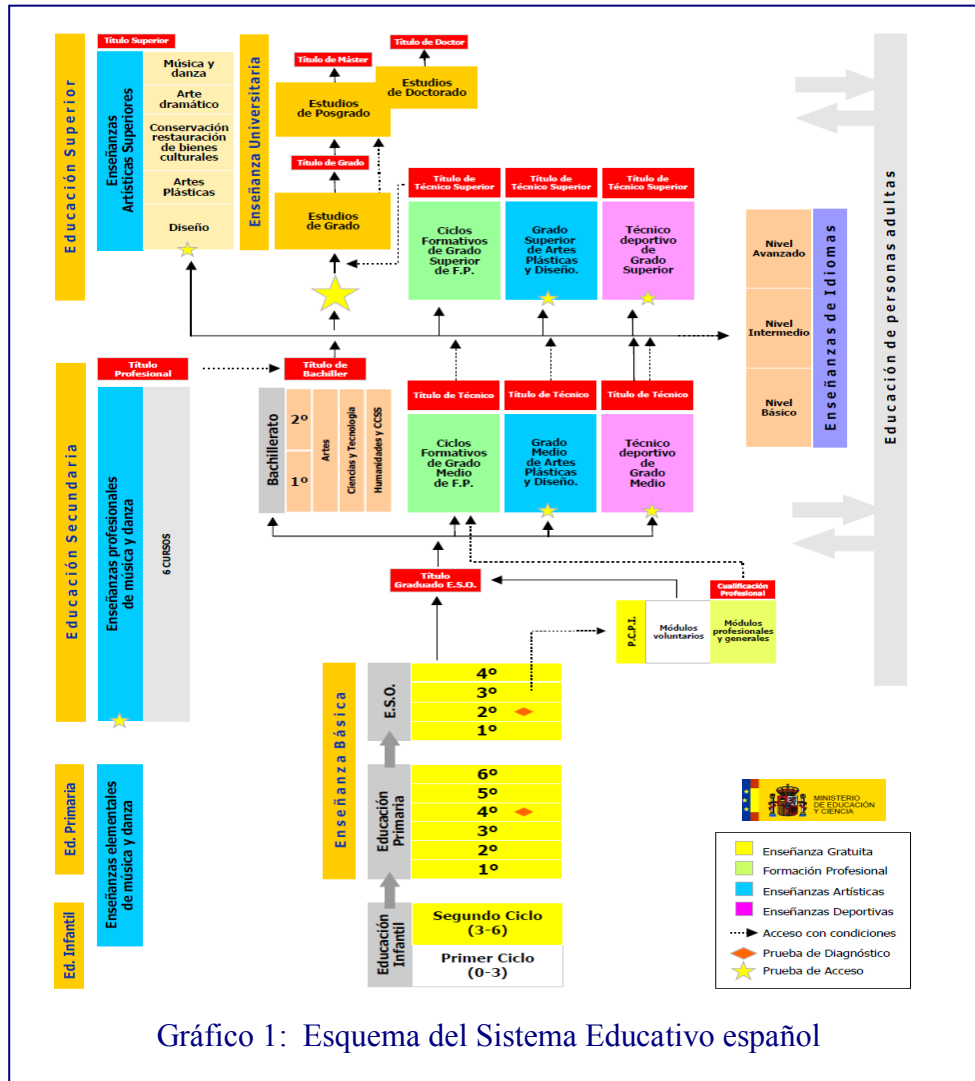 Educación Superior
Título Superior
Enseñanzas
Artísticas Superiores
Música y
danza
Arte
dramático
Conservación
restauración
de bienes
culturales
Artes
Plásticas
Diseño
Enseñanza Universitaria
Título de Máster
Título de Doctor
Estudios
de Posgrado
Estudios
de Doctorado
Título de Grado
Estudios
de Grado
Título de
Técnico Superior
Título de
Técnico Superior
Título de
Técnico Superior
Ciclos
Formativos
de Grado
Superior
de F.P.
Grado
Superior
de Artes
Plásticas
y Diseño.
Técnico
deportivo
de
Grado
Superior
Nivel
Avanzado
Nivel
Intermedio
Nivel
Básico
Enseñanzas de Idiomas
Educación de personas adultas
Educación Secundaria
Título
Profesional
Enseñanzas profesionales
de música y danza
6 CURSOS
Título de
Bachiller
Bachillerato
2º
1º
Artes
Ciencias y Tecnología
Humanidades y CCSS
Título de Técnico
Título de Técnico
Título de Técnico
Ciclos
Formativos
de Grado
Medio
de F.P.
Grado
Medio
de Artes
Plásticas
y Diseño.
Técnico
deportivo
de
Grado
Medio
Título
Graduado E.S.O.
Cualificación
Profesional
P.C.P.I.
Módulos
voluntarios
Módulos
profesionales
y generales
Enseñanza Básica
E.S.O.
4º
3º
2º
1º
Ed. Primaria
Enseñanzas elementales
de música y danza
Educación
Primaria
6º
5º
4º
3º
2º
1º
Ed. Infantil
Educación
Infantil
Segundo Ciclo
(3-6)
Primer Ciclo
(0-3)
MINISTERIO
DE EDUCACIÓN
Y CIENCIA
Enseñanza Gratuita
Formación Profesional
Enseñanzas Artísticas
Enseñanzas Deportivas
Acceso con condiciones
Prueba de Diagnóstico
Prueba de Acceso
Gráfico 1: Esquema del Sistema Educativo español